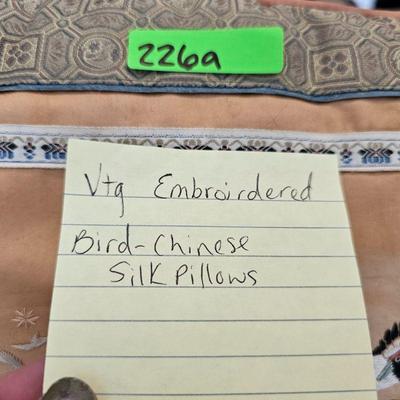 226a
Vtg Embroirdered
Bird-Chinese
Silk Pillows